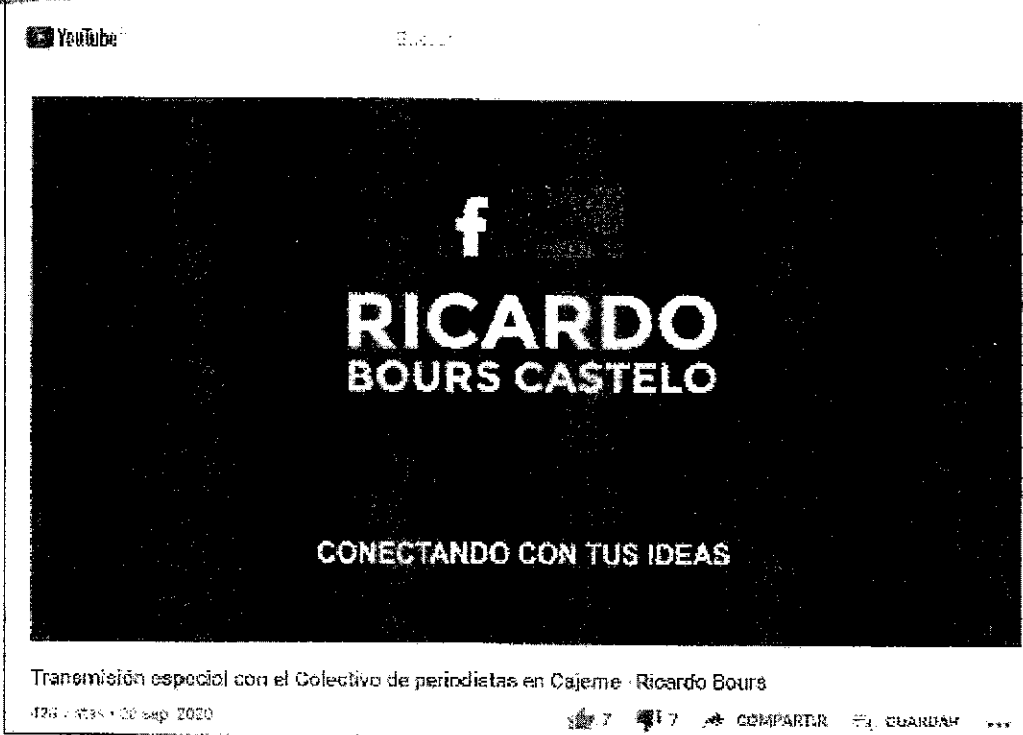 YouTube
f
RICARDO
BOURS CASTELO
CONECTANDO CON TUS IDEAS
Transmisión especial con el Colectivo de periodistas en Cajeme - Ricardo Bours
sep. 2020
7 7 COMPARTIR GUARDAR ...